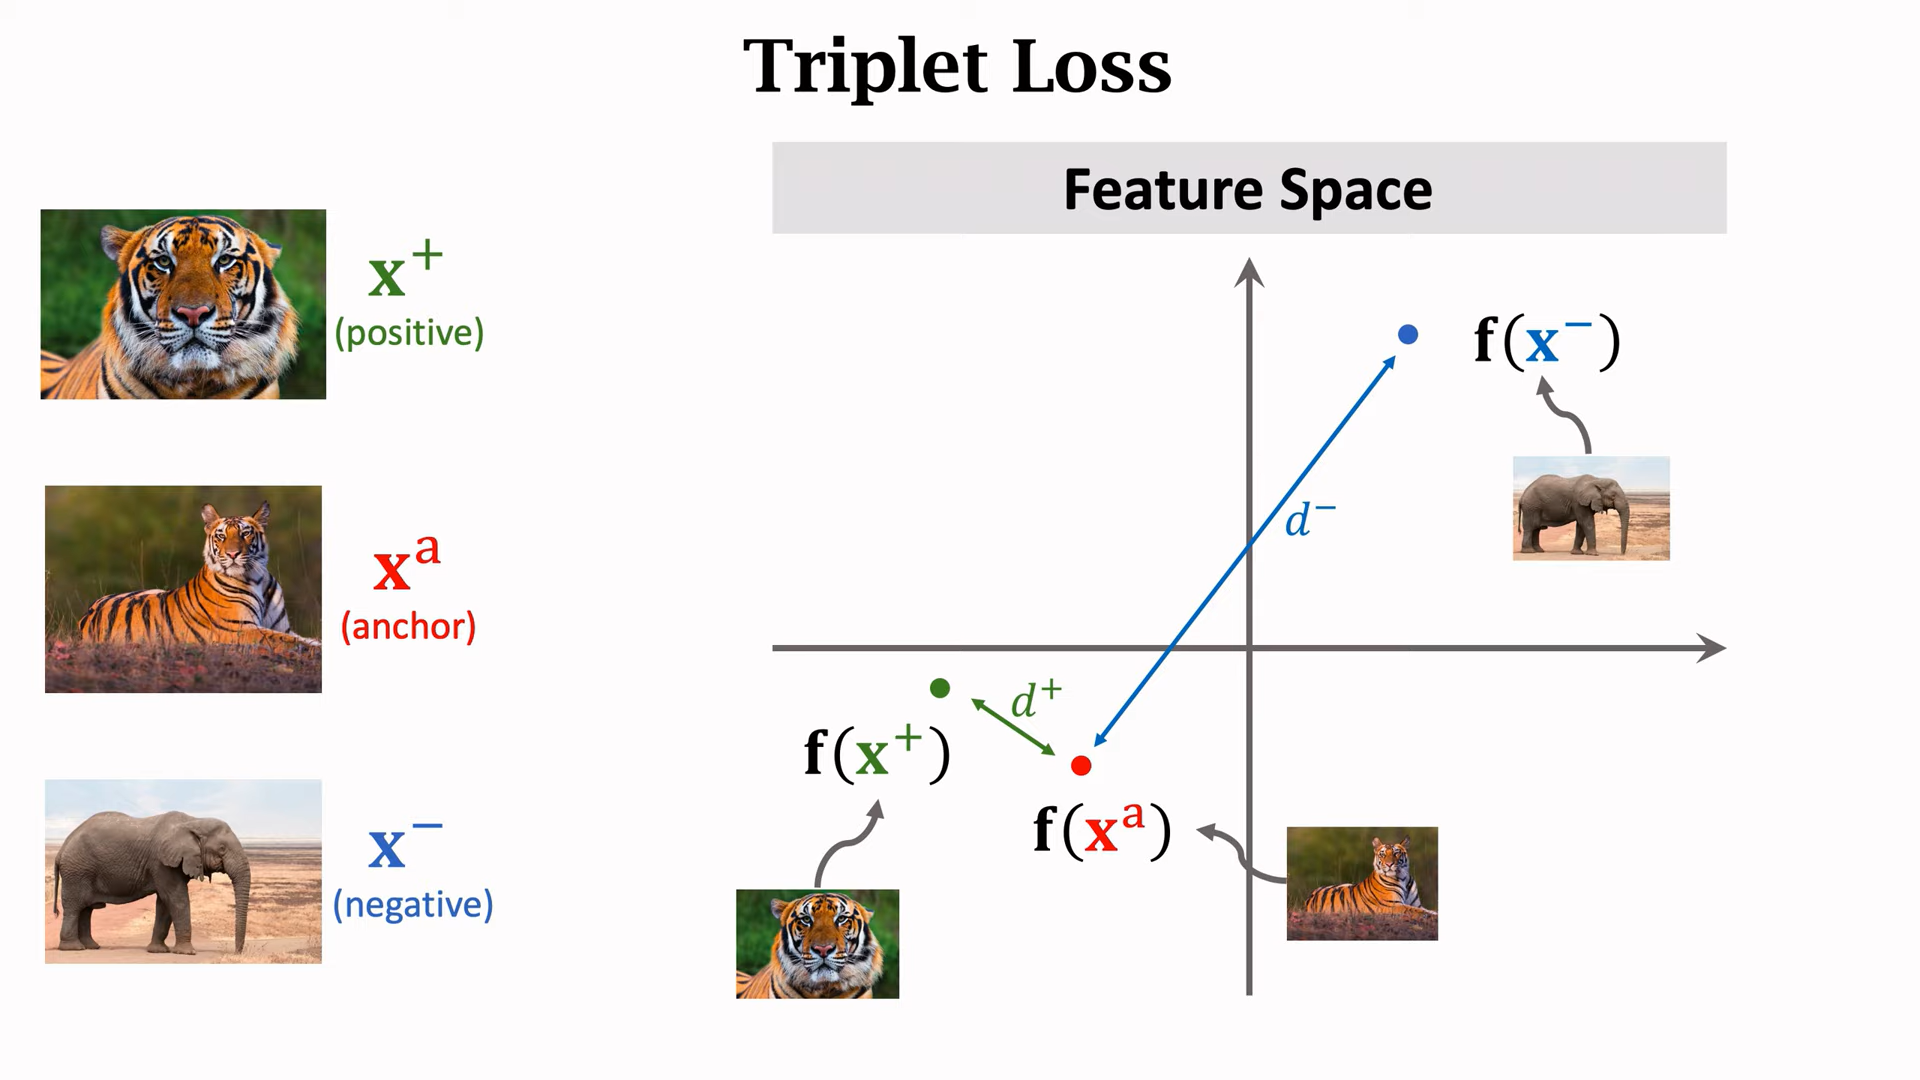 Triplet Loss
Feature Space
x⁺
(positive)
xᵃ
(anchor)
x⁻
(negative)
f(x⁻)
d⁻
d⁺
f(x⁺)
f(xᵃ)